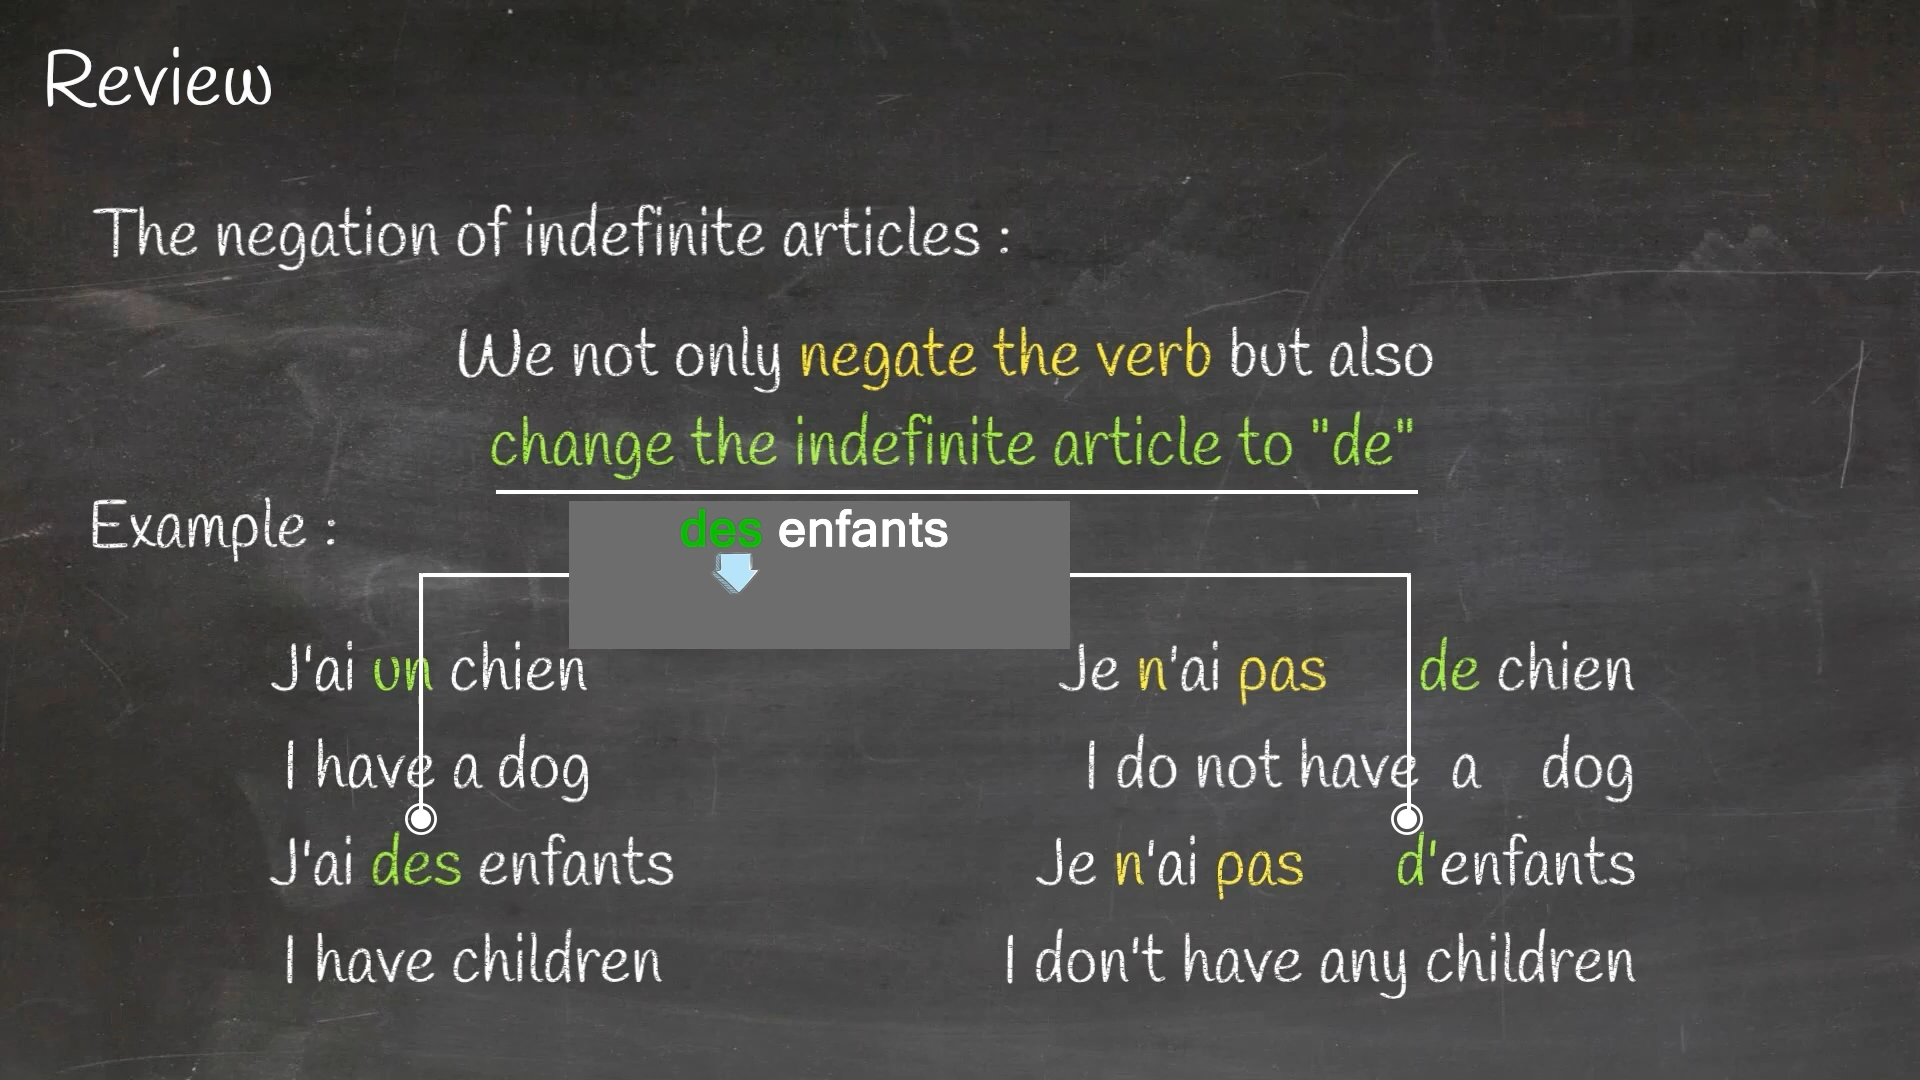 Review
The negation of indefinite articles :
We not only negate the verb but also
change the indefinite article to "de"
Example :
des enfants
J'ai un chien
Je n'ai pas de chien
I have a dog
I do not have a dog
J'ai des enfants
Je n'ai pas d'enfants
I have children
I don't have any children